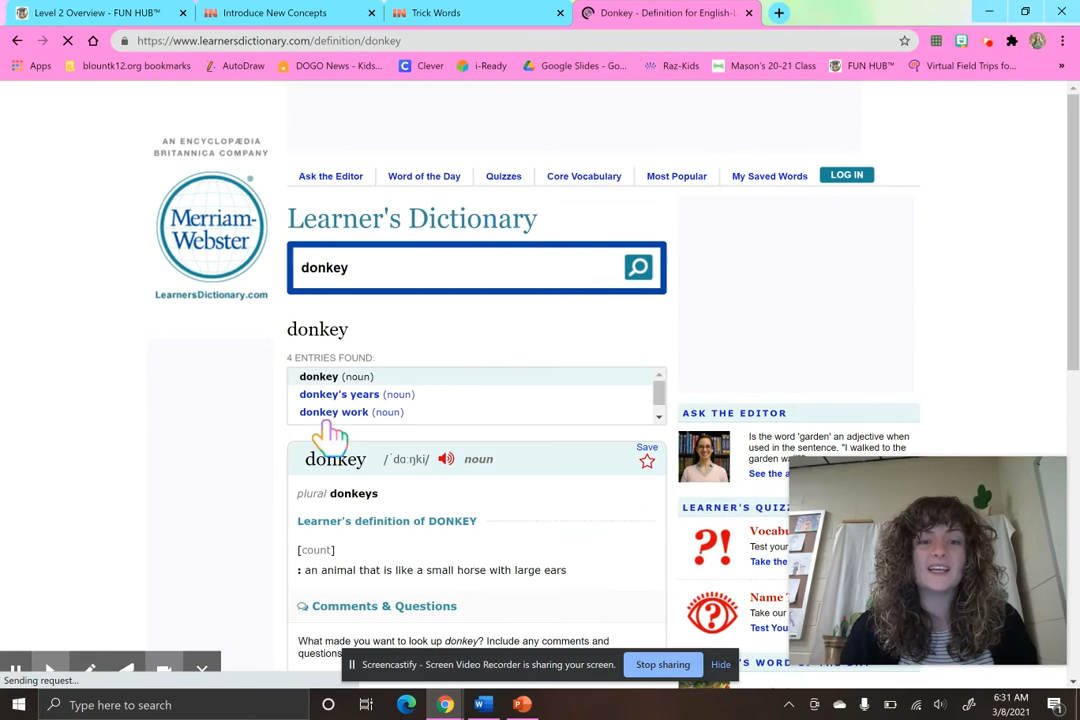 Level 2 Overview - FUN HUB™
Introduce New Concepts
Trick Words
Donkey - Definition for English-L
https://www.learnersdictionary.com/definition/donkey
Apps
blountk12.org bookmarks
AutoDraw
DOGO News - Kids...
Clever
i-Ready
Google Slides - Go...
Raz-Kids
Mason's 20-21 Class
FUN HUB™
Virtual Field Trips fo...
AN ENCYCLOPÆDIA
BRITANNICA COMPANY
Merriam-
Webster
®
LearnersDictionary.com
Ask the Editor
Word of the Day
Quizzes
Core Vocabulary
Most Popular
My Saved Words
LOG IN
Learner's Dictionary
donkey
donkey
4 ENTRIES FOUND:
donkey (noun)
donkey's years (noun)
donkey work (noun)
donkey /ˈdɑːŋki/ noun
Save
plural donkeys
Learner's definition of DONKEY
[count]
: an animal that is like a small horse with large ears
Comments & Questions
What made you want to look up donkey? Include any comments and
questions
ASK THE EDITOR
Is the word 'garden' an adjective when
used in the sentence, "I walked to the
garden
See the a
LEARNER'S QUIZZ
?!
Vocabu
Test your
Take the
Name T
Take our
Test You
'S WORD OF THE DAY
Screencastify - Screen Video Recorder is sharing your screen.
Stop sharing
Hide
Sending request...
Type here to search
6:31 AM
3/8/2021